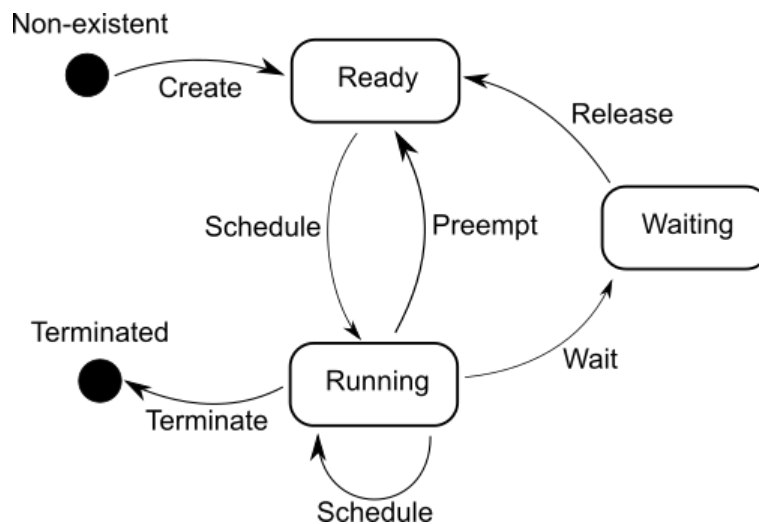 Non-existent
Create
Ready
Release
Schedule
Preempt
Waiting
Terminated
Running
Wait
Terminate
Schedule